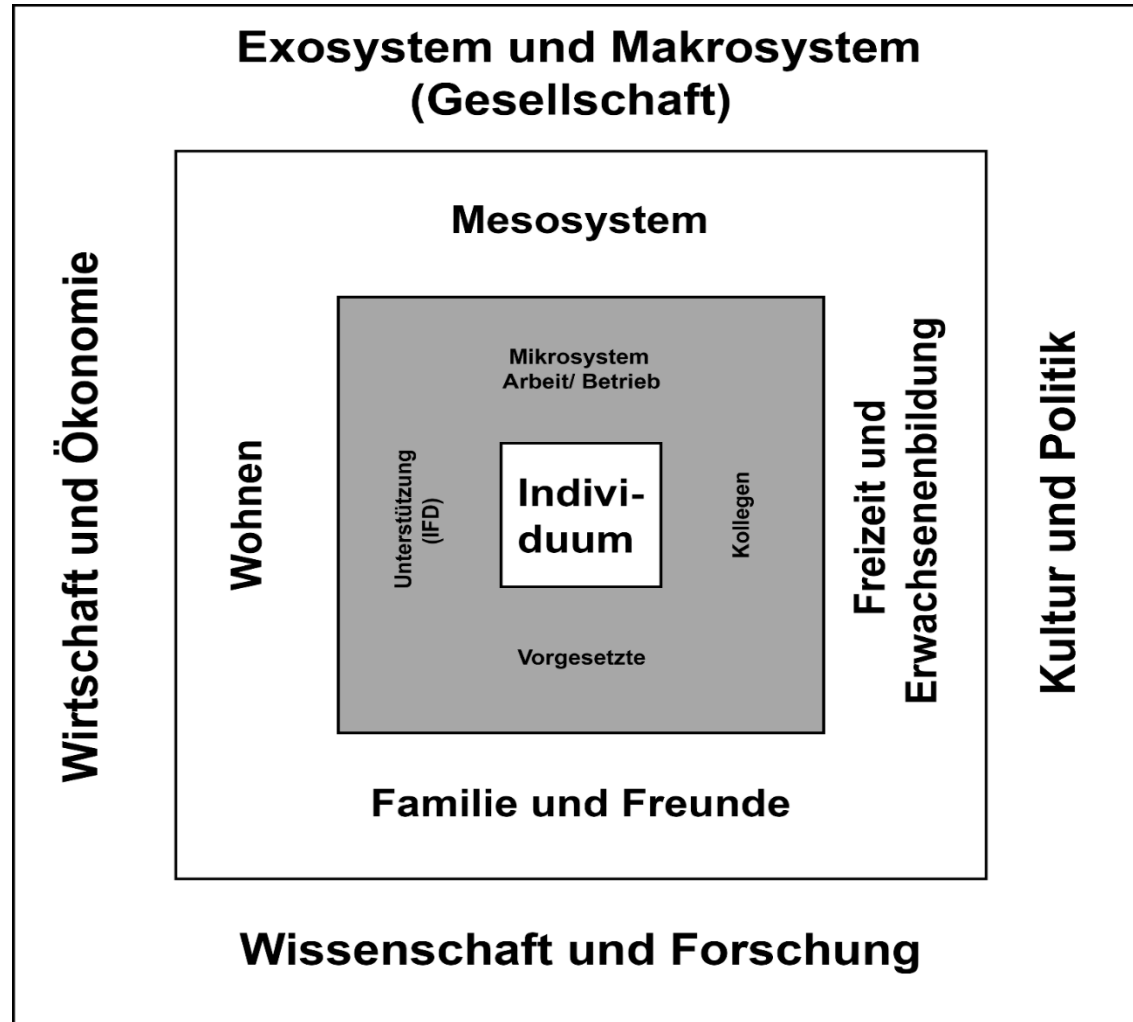 Exosystem und Makrosystem
(Gesellschaft)
Mesosystem
Mikrosystem
Arbeit/ Betrieb
Wirtschaft und Ökonomie
Wohnen
Unterstützung
(IFD)
Indivi-
duum
Kollegen
Freizeit und
Erwachsenenbildung
Kultur und Politik
Vorgesetzte
Familie und Freunde
Wissenschaft und Forschung